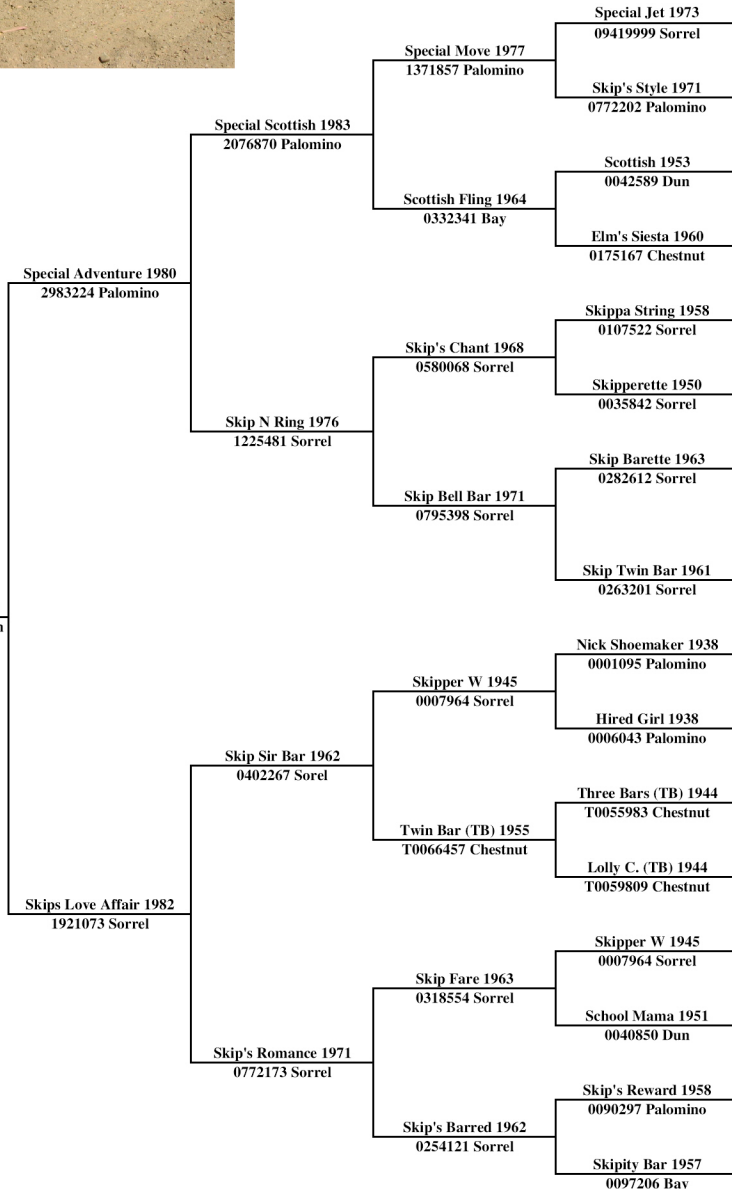 Special Jet 1973
09419999 Sorrel
Special Move 1977
1371857 Palomino
Skip's Style 1971
0772202 Palomino
Special Scottish 1983
2076870 Palomino
Scottish 1953
0042589 Dun
Scottish Fling 1964
0332341 Bay
Elm's Siesta 1960
0175167 Chestnut
Special Adventure 1980
2983224 Palomino
Skippa String 1958
0107522 Sorrel
Skip's Chant 1968
0580068 Sorrel
Skipperette 1950
0035842 Sorrel
Skip N Ring 1976
1225481 Sorrel
Skip Barette 1963
0282612 Sorrel
Skip Bell Bar 1971
0795398 Sorrel
Skip Twin Bar 1961
0263201 Sorrel
Nick Shoemaker 1938
0001095 Palomino
Skipper W 1945
0007964 Sorrel
Hired Girl 1938
0006043 Palomino
Skip Sir Bar 1962
0402267 Sorel
Three Bars (TB) 1944
T0055983 Chestnut
Twin Bar (TB) 1955
T0066457 Chestnut
Lolly C. (TB) 1944
T0059809 Chestnut
Skips Love Affair 1982
1921073 Sorrel
Skipper W 1945
0007964 Sorrel
Skip Fare 1963
0318554 Sorrel
School Mama 1951
0040850 Dun
Skip's Romance 1971
0772173 Sorrel
Skip's Reward 1958
0090297 Palomino
Skip's Barred 1962
0254121 Sorrel
Skipity Bar 1957
0097206 Bay